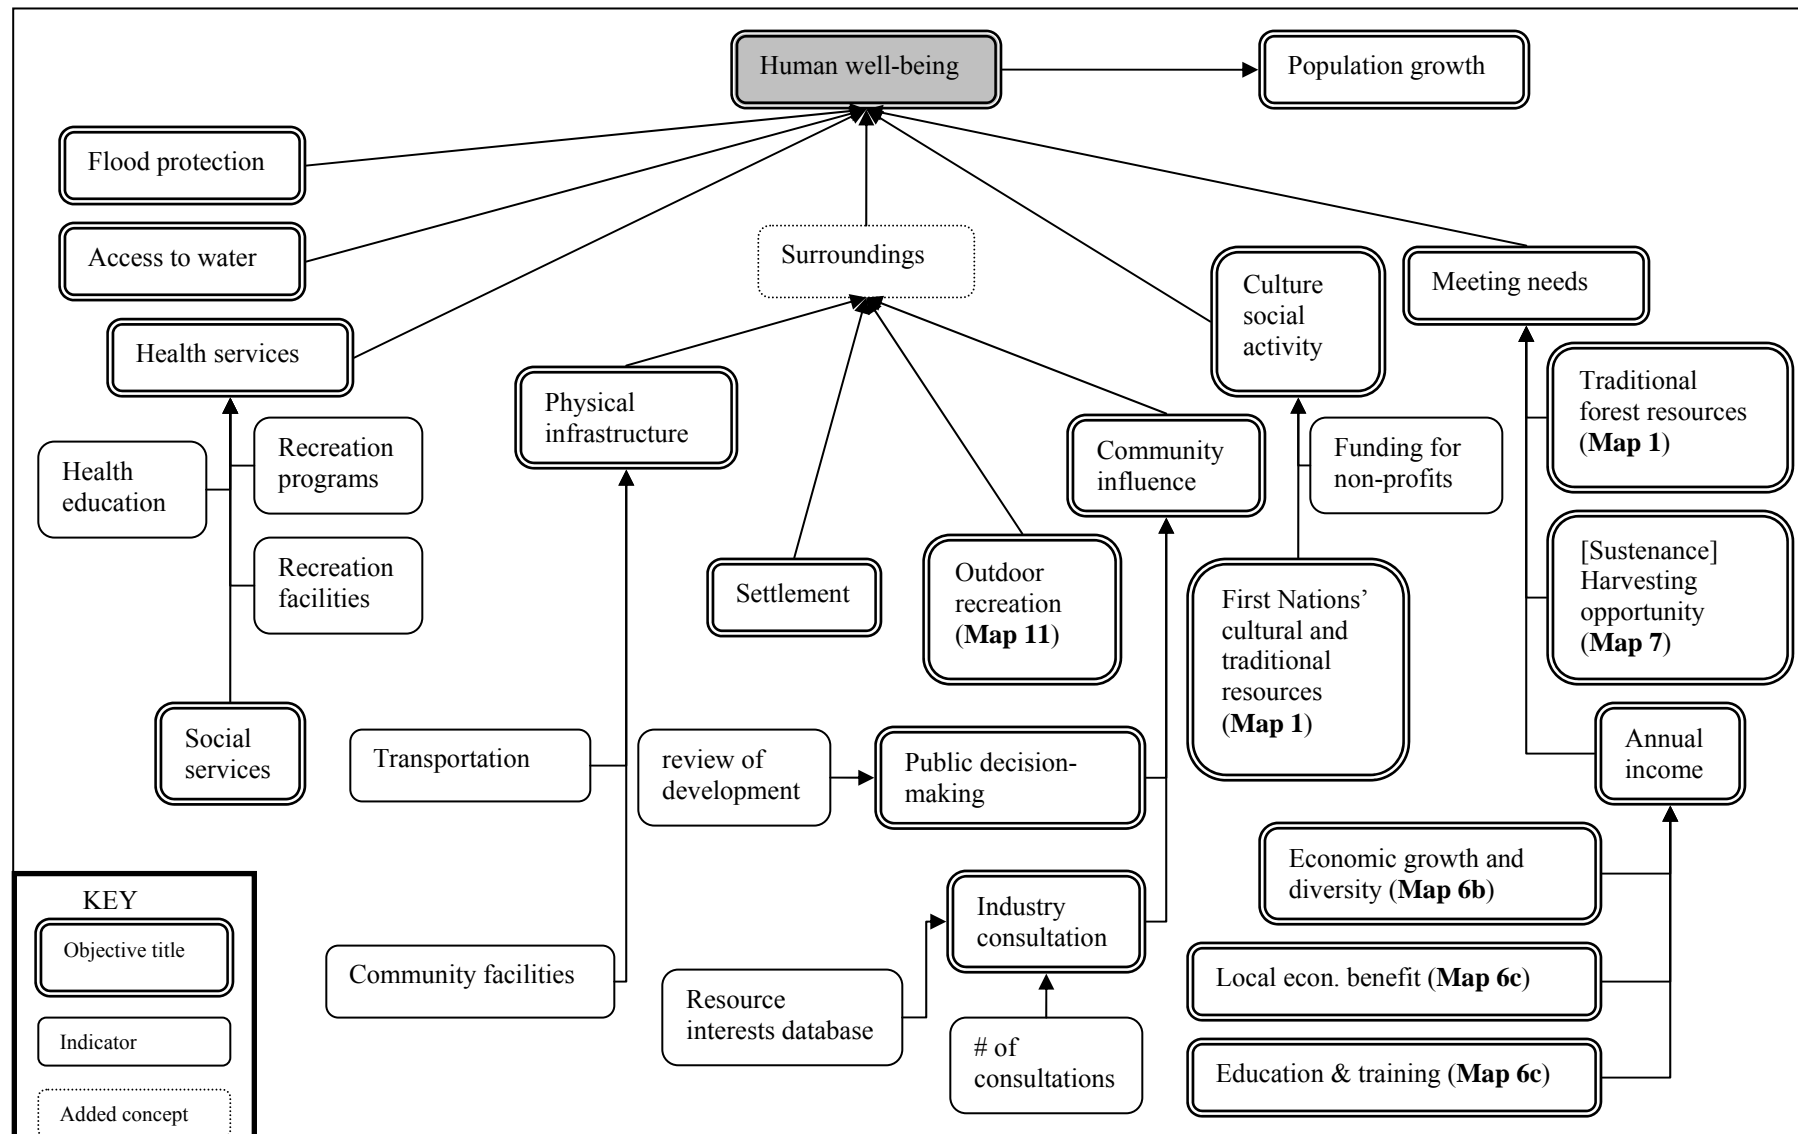 Human well-being
Population growth
Flood protection
Access to water
Surroundings
Health services
Culture
social
activity
Meeting needs
Physical
infrastructure
Traditional
forest resources
(Map 1)
Health
education
Recreation
programs
Community
influence
Funding for
non-profits
Recreation
facilities
Settlement
Outdoor
recreation
(Map 11)
First Nations’
cultural and
traditional
resources
(Map 1)
[Sustenance]
Harvesting
opportunity
(Map 7)
Social
services
Transportation
review of
development
Public decision-
making
Annual
income
Economic growth and
diversity (Map 6b)
KEY
Objective title
Indicator
Added concept
Community facilities
Industry
consultation
Resource
interests database
# of
consultations
Local econ. benefit (Map 6c)
Education & training (Map 6c)